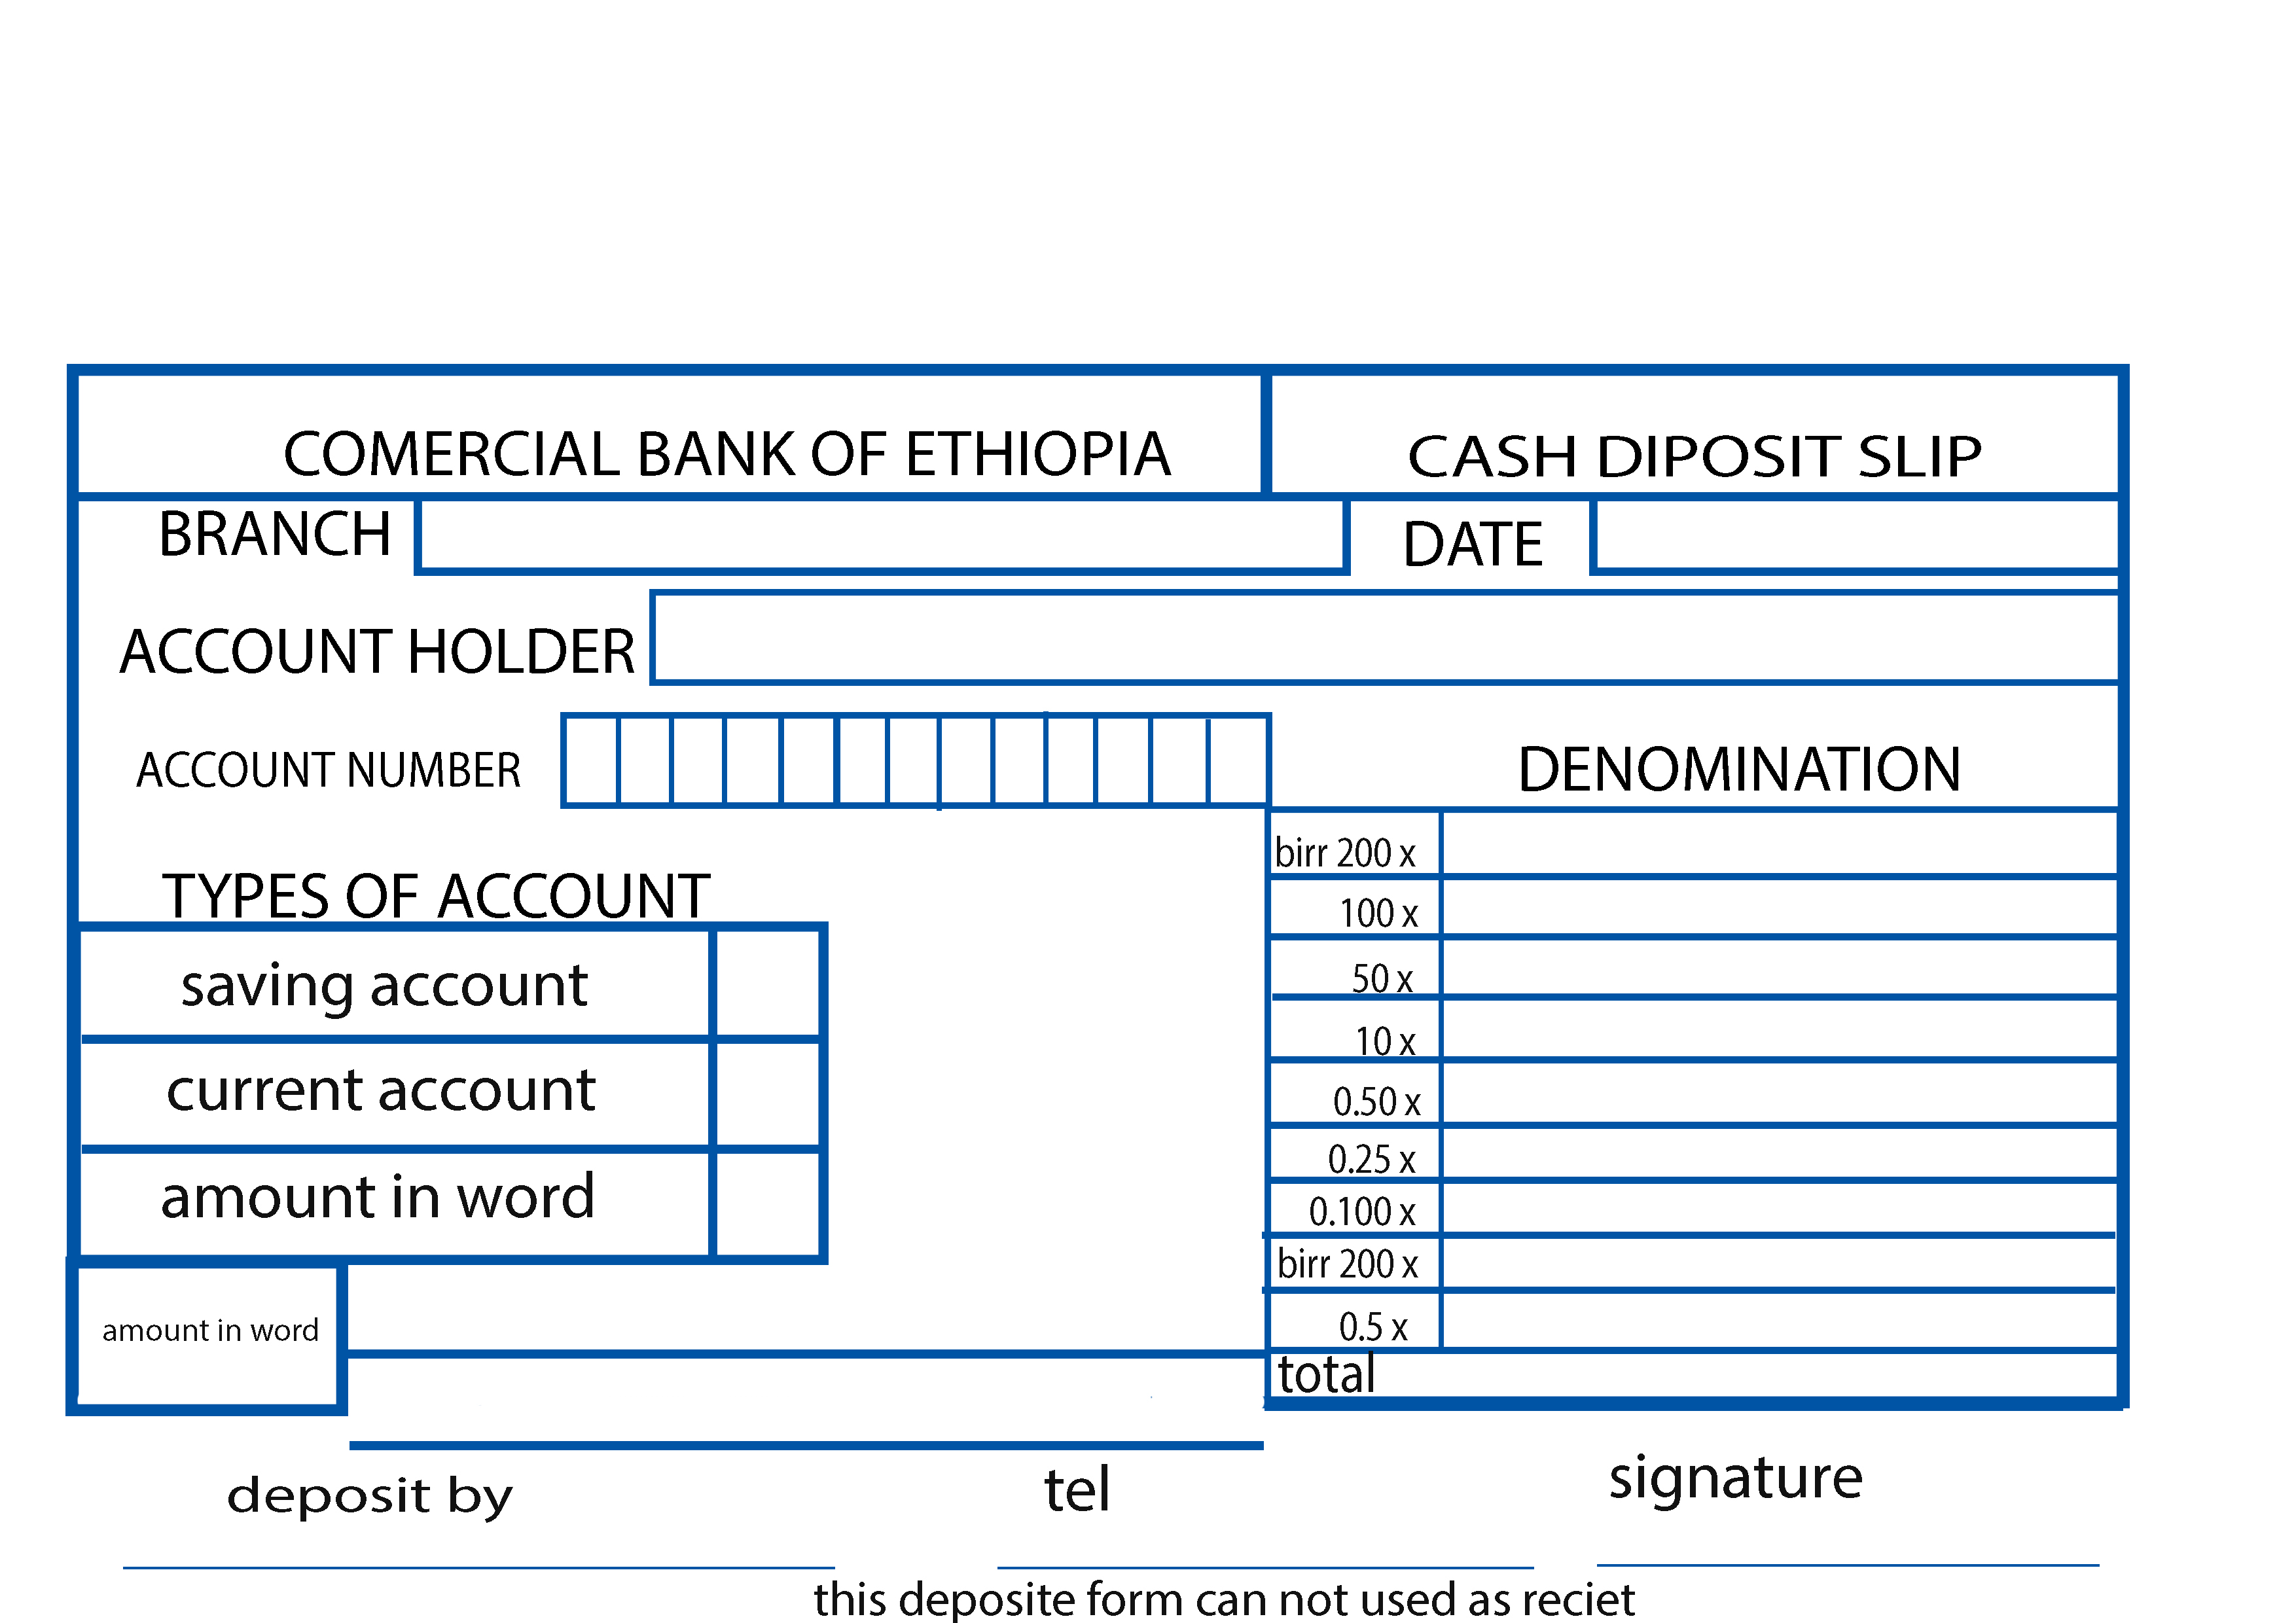 COMERCIAL BANK OF ETHIOPIA
CASH DIPOSIT SLIP
BRANCH
DATE
ACCOUNT HOLDER
ACCOUNT NUMBER
DENOMINATION
TYPES OF ACCOUNT
saving account
current account
amount in word
amount in word
birr 200 x
100 x
50 x
10 x
0.50 x
0.25 x
0.100 x
birr 200 x
0.5 x
total
deposit by
tel
signature
this deposite form can not used as reciet